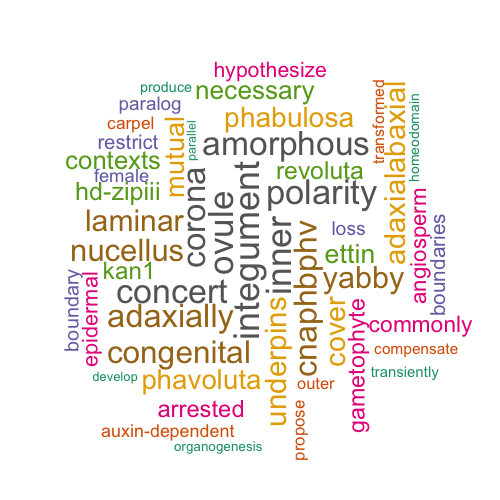 hypothesize
produce
necessary
paralog
phabulosa
carpel
transformed
adaxialabaxial
homeodomain
restrict
mutual
parallel
amorphous
contexts
revoluta
female
hd-zipiii
corona
ovule
integument
inner
polarity
angiosperm
boundaries
laminar
loss
nucellus
ettin
kan1
yabby
boundary
epidermal
concert
cnaphbphv
adaxially
underpins
cover
gametophyte
commonly
congenital
compensate
develop
phavoluta
outer
transiently
arrested
propose
auxin-dependent
organogenesis